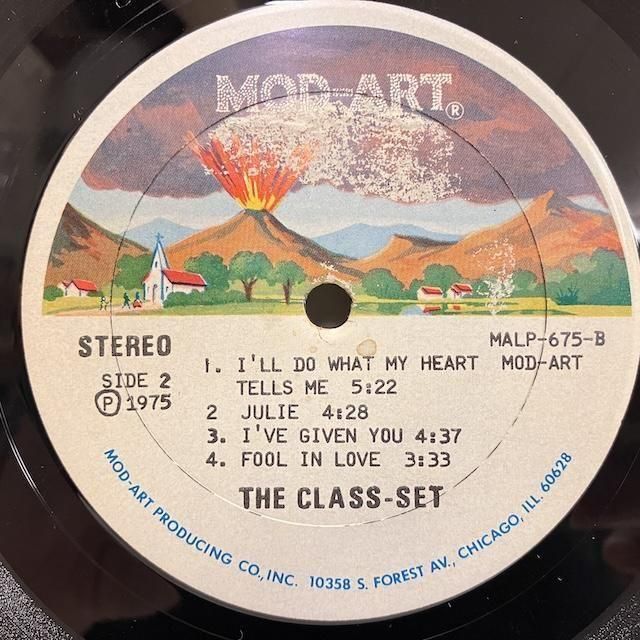 MOD-ART®
STEREO
MALP-675-B
1. I'LL DO WHAT MY HEART MOD-ART
TELLS ME 5:22
SIDE 2
Ⓟ 1975
2 JULIE 4:28
3. I'VE GIVEN YOU 4:37
4. FOOL IN LOVE 3:33
THE CLASS-SET
MOD-ART PRODUCING CO., INC. 10358 S. FOREST AV., CHICAGO, ILL. 60628